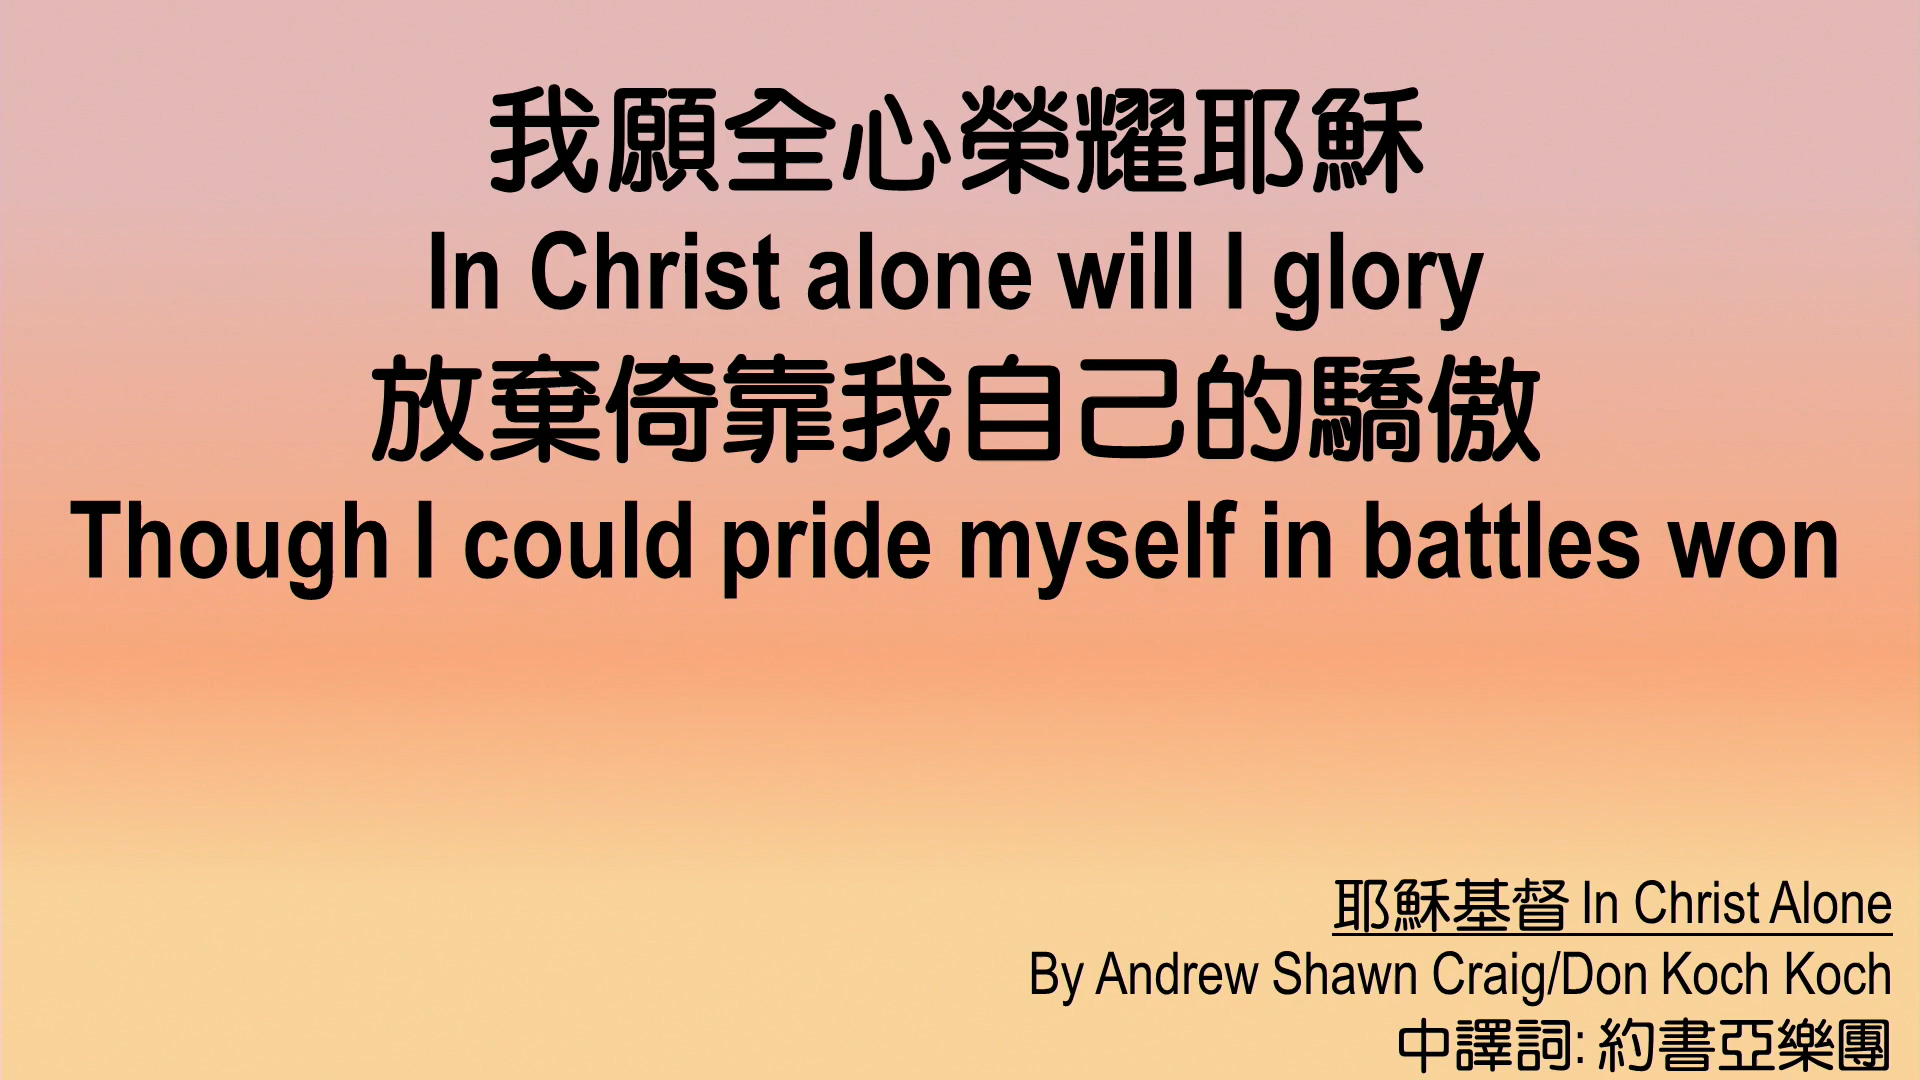 我願全心榮耀耶穌
In Christ alone will I glory
放棄倚靠我自己的驕傲
Though I could pride myself in battles won
耶穌基督 In Christ Alone
By Andrew Shawn Craig/Don Koch Koch
中譯詞: 約書亞樂團